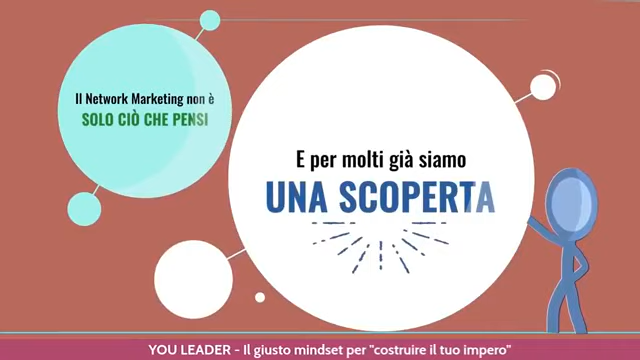 Il Network Marketing non è
SOLO CIÒ CHE PENSI
E per molti già siamo
UNA SCOPERTA
YOU LEADER - Il giusto mindset per "costruire il tuo impero"